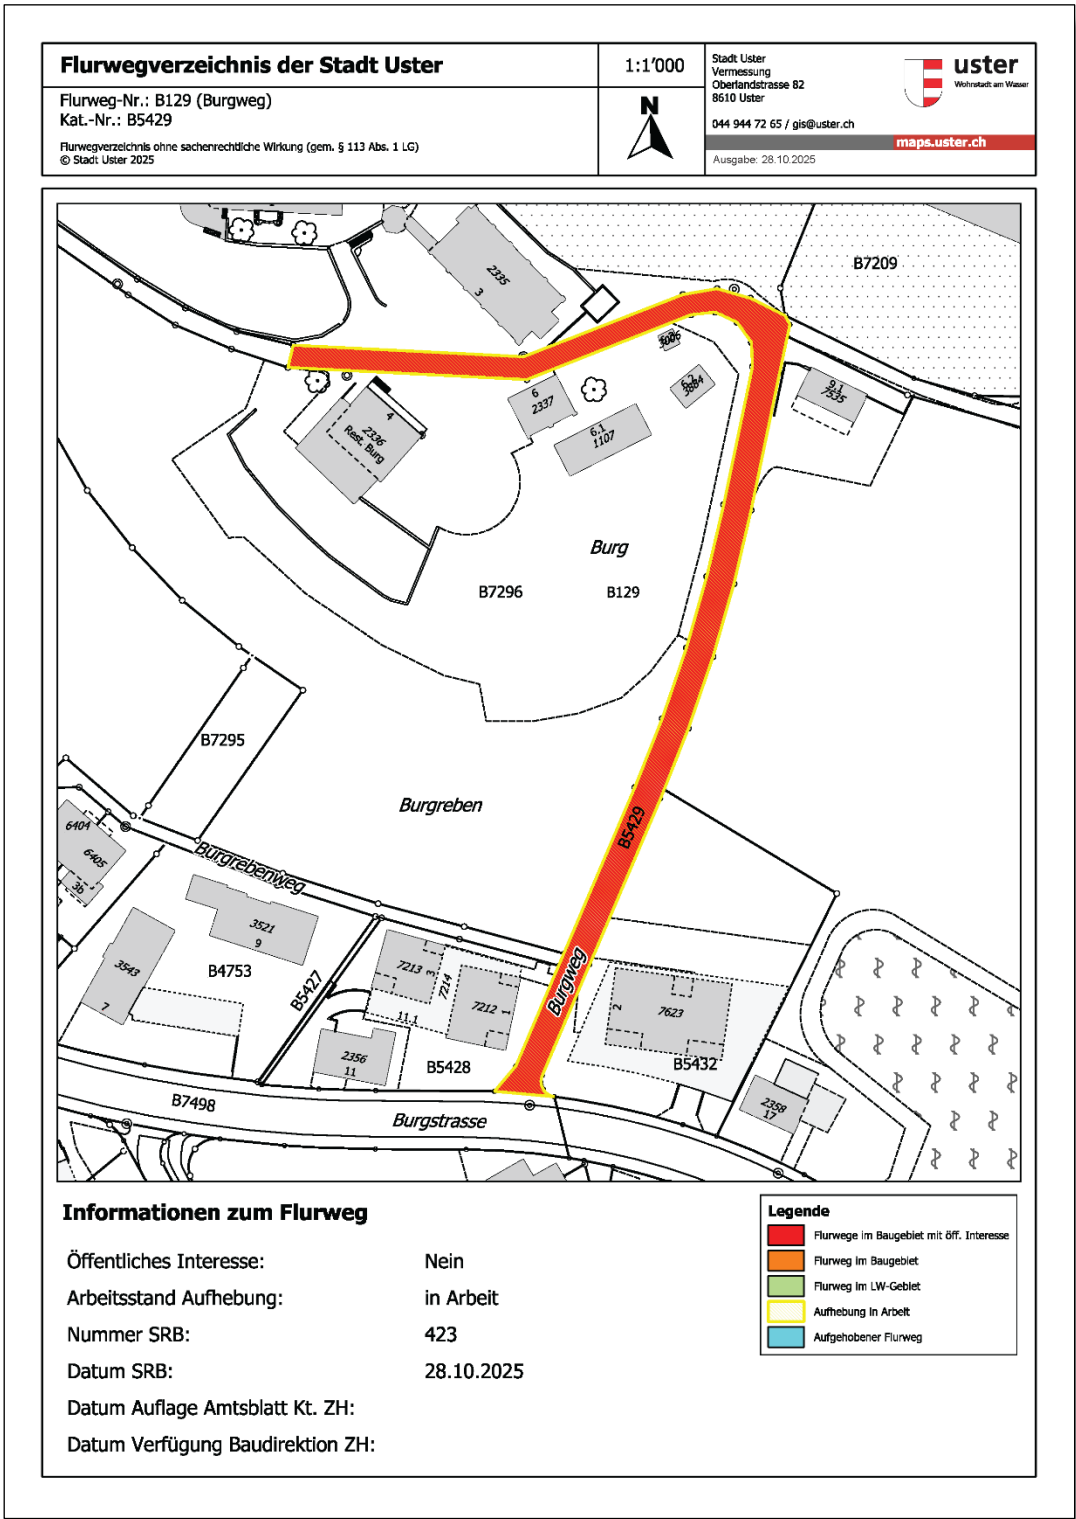 Flurwegverzeichnis der Stadt Uster
Flurweg-Nr.: B129 (Burgweg)
Kat.-Nr.: B5429
Flurwegverzeichnis ohne sachenrechtliche Wirkung (gem. § 113 Abs. 1 LG)
© Stadt Uster 2025
1:1'000
N
Stadt Uster
Vermessung
Oberlandstrasse 82
8610 Uster
044 944 72 65 / gis@uster.ch
uster
Wohnstadt am Wasser
maps.uster.ch
Ausgabe: 28.10.2025
B7209
2335
3
6.2
3884
9.1
7535
6
2337
4
2336
Rest. Burg
6.1
1107
Burg
B7296
B129
B7295
Burgreben
B5429
6404
6405
3b
Burgrebenweg
3521
9
3543
7
B4753
B5427
7213
3
7214
7212
1
11.1
2356
11
B5428
Burgweg
2
7623
B5432
2358
17
B7498
Burgstrasse
Informationen zum Flurweg
Öffentliches Interesse: Nein
Arbeitsstand Aufhebung: in Arbeit
Nummer SRB: 423
Datum SRB: 28.10.2025
Datum Auflage Amtsblatt Kt. ZH:
Datum Verfügung Baudirektion ZH:
Legende
Flurwege im Baugebiet mit öff. Interesse
Flurweg im Baugebiet
Flurweg im LW-Gebiet
Aufhebung in Arbeit
Aufgehobener Flurweg